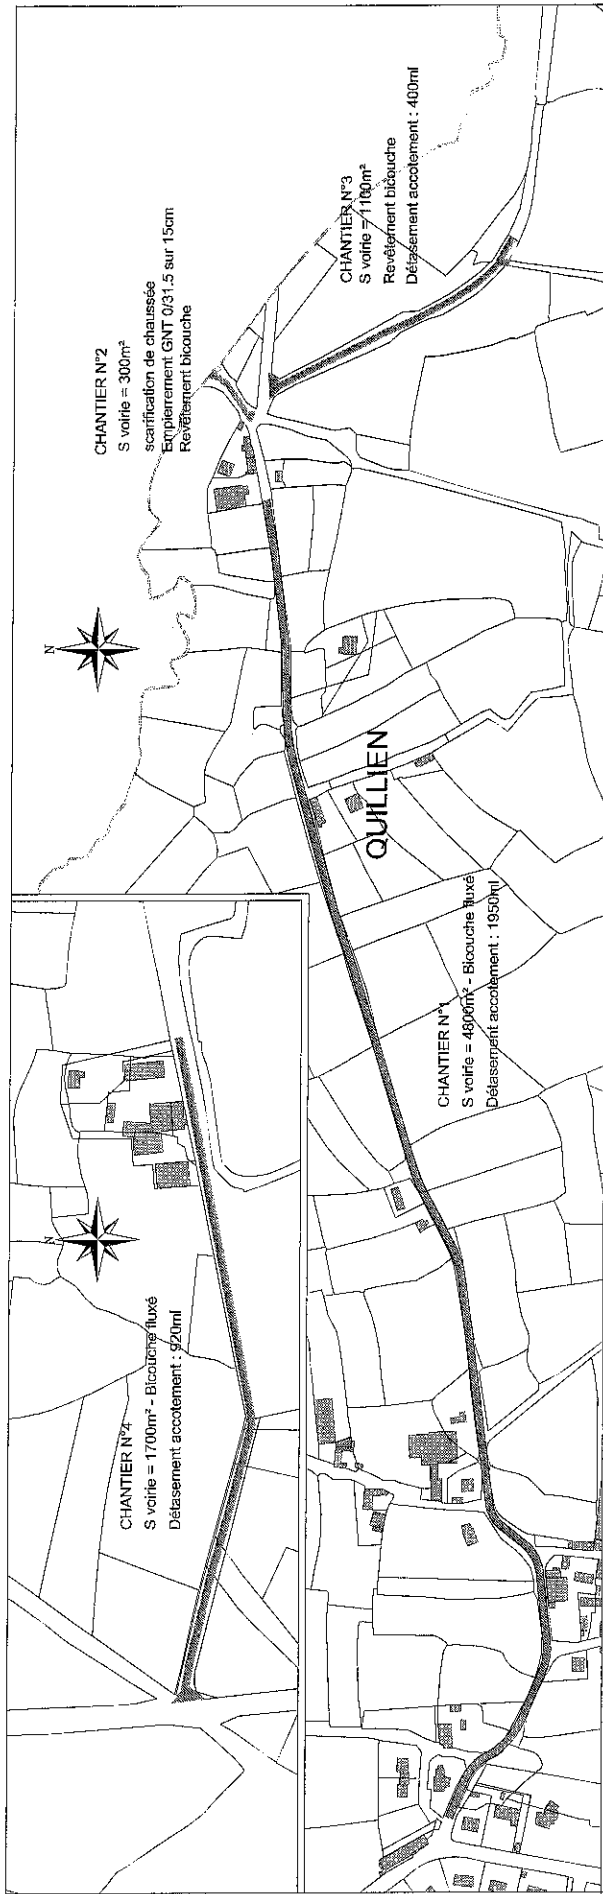 CHANTIER N°4
S voirie = 1700m² - Bicouche fluxé
Détasement accotement : 920ml
N
CHANTIER N°1
S voirie = 4800m² - Bicouche fluxé
Détasement accotement : 1950ml
QUILLIEN
N
CHANTIER N°2
S voirie = 300m²
scarification de chaussée
Empierrement GNT 0/31.5 sur 15cm
Revêtement bicouche
CHANTIER N°3
S voirie = 1100m²
Revêtement bicouche
Détasement accotement : 400ml